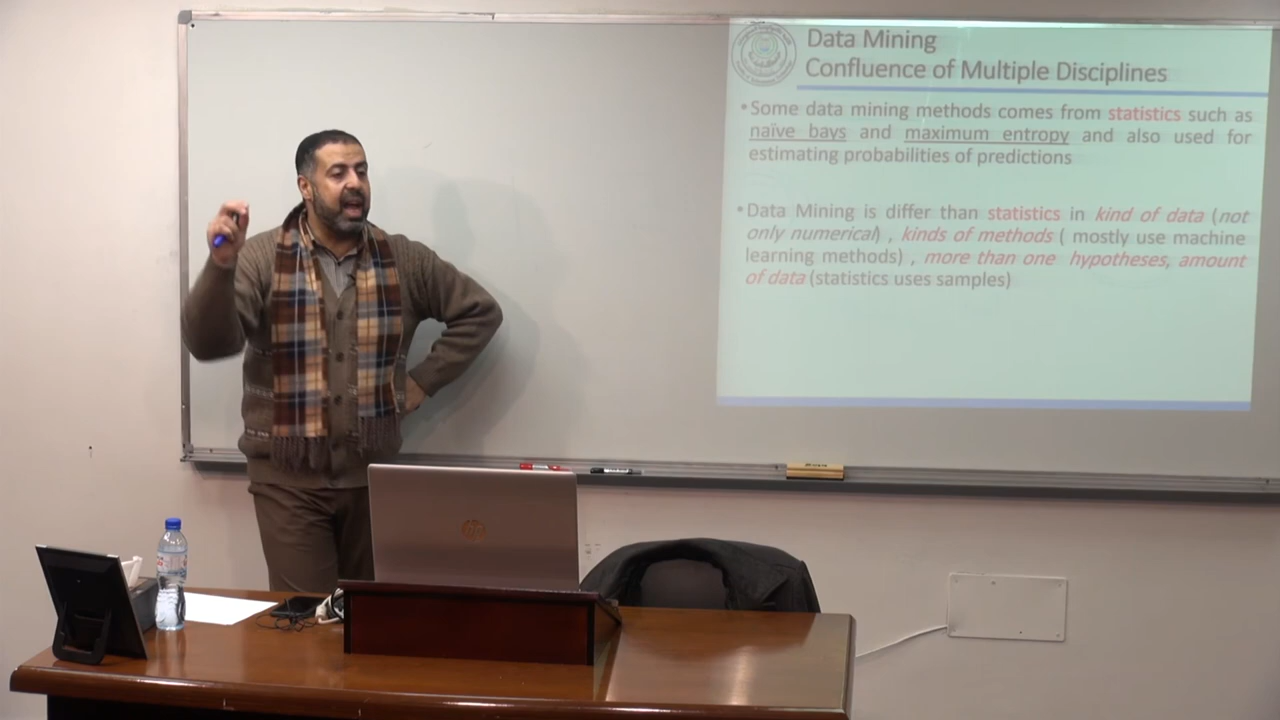 Data Mining
Confluence of Multiple Disciplines
•Some data mining methods comes from statistics such as
naïve bays and maximum entropy and also used for
estimating probabilities of predictions
•Data Mining is differ than statistics in kind of data (not
only numerical) , kinds of methods ( mostly use machine
learning methods) , more than one hypotheses, amount
of data (statistics uses samples)
hp